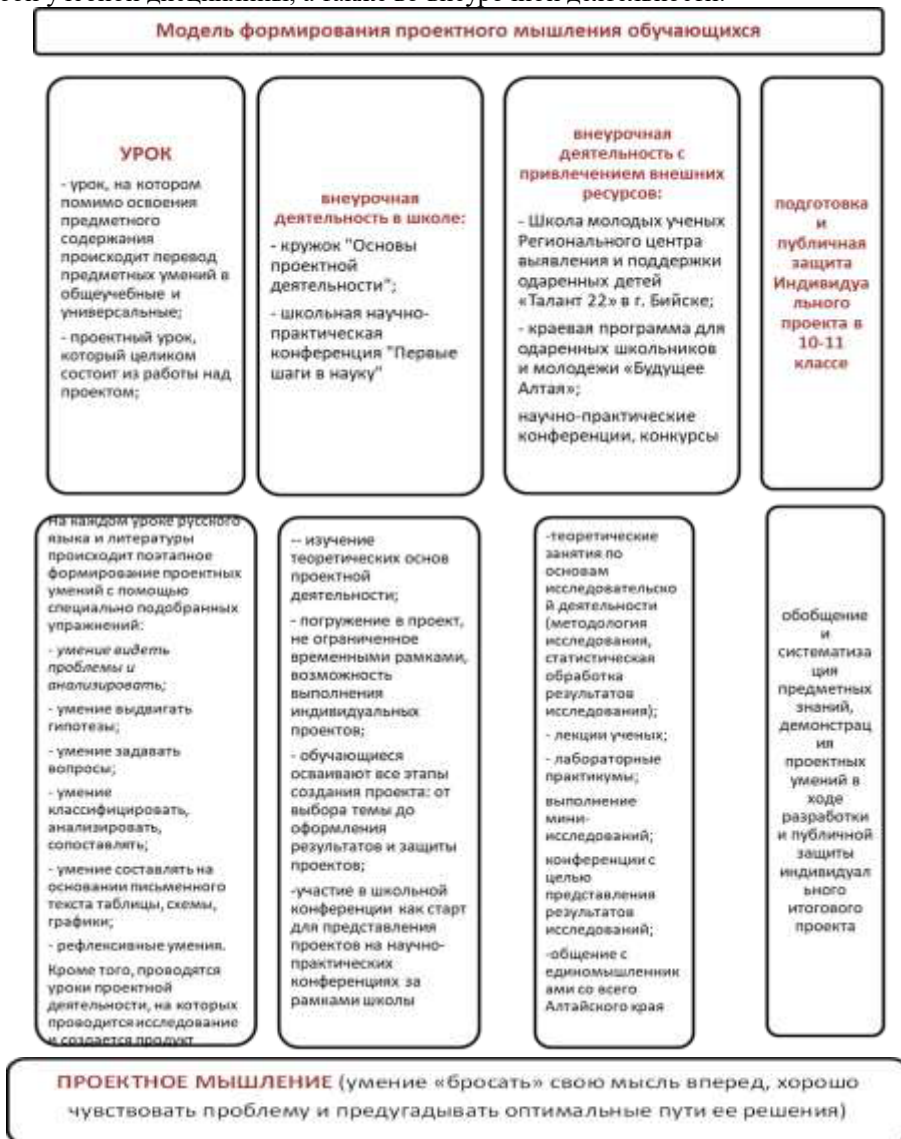 Модель формирования проектного мышления обучающихся
УРОК
- урок, на котором
помимо освоения
предметного
содержания
происходит перевод
предметных умений в
общеучебные и
универсальные;
- проектный урок,
который целиком
состоит из работы над
проектом;
внеурочная
деятельность в школе:
- кружок "Основы
проектной
деятельности";
- школьная научно-
практическая
конференция "Первые
шаги в науку"
внеурочная
деятельность с
привлечением внешних
ресурсов:
- Школа молодых ученых
Регионального центра
выявления и поддержки
одаренных детей
«Талант 22» в г. Бийске;
- краевая программа для
одаренных школьников
и молодежи «Будущее
Алтая»;
научно-практические
конференции, конкурсы
подготовка
и
публичная
защита
Индивидуа
льного
проекта в
10-11
классе
На каждом уроке русского
языка и литературы
происходит поэтапное
формирование проектных
умений с помощью
специально подобранных
упражнений:
- умение видеть
проблемы и
анализировать;
- умение выдвигать
гипотезы;
- умение задавать
вопросы;
- умение
классифицировать,
анализировать,
сопоставлять;
- умение составлять на
основании письменного
текста таблицы, схемы,
графики;
- рефлексивные умения.
Кроме того, проводятся
уроки проектной
деятельности, на которых
проводится исследование
и создается продукт
-- изучение
теоретических основ
проектной
деятельности;
- погружение в проект,
не ограниченное
временными рамками,
возможность
выполнения
индивидуальных
проектов;
- обучающиеся
осваивают все этапы
создания проекта: от
выбора темы до
оформления
результатов и защиты
проектов;
-участие в школьной
конференции как старт
для представления
проектов на научно-
практических
конференциях за
рамками школы
-теоретические
занятия по
основам
исследовательско
й деятельности
(методология
исследования,
статистическая
обработка
результатов
исследования);
- лекции ученых;
- лабораторные
практикумы;
выполнение
мини-
исследований;
конференции с
целью
представления
результатов
исследований;
-общение с
единомышленник
ами со всего
Алтайского края
обобщение
и
систематиза
ция
предметных
знаний,
демонстрац
ия
проектных
умений в
ходе
разработки
и публичной
защиты
индивидуал
ьного
итогового
проекта
ПРОЕКТНОЕ МЫШЛЕНИЕ (умение «бросать» свою мысль вперед, хорошо
чувствовать проблему и предугадывать оптимальные пути ее решения)